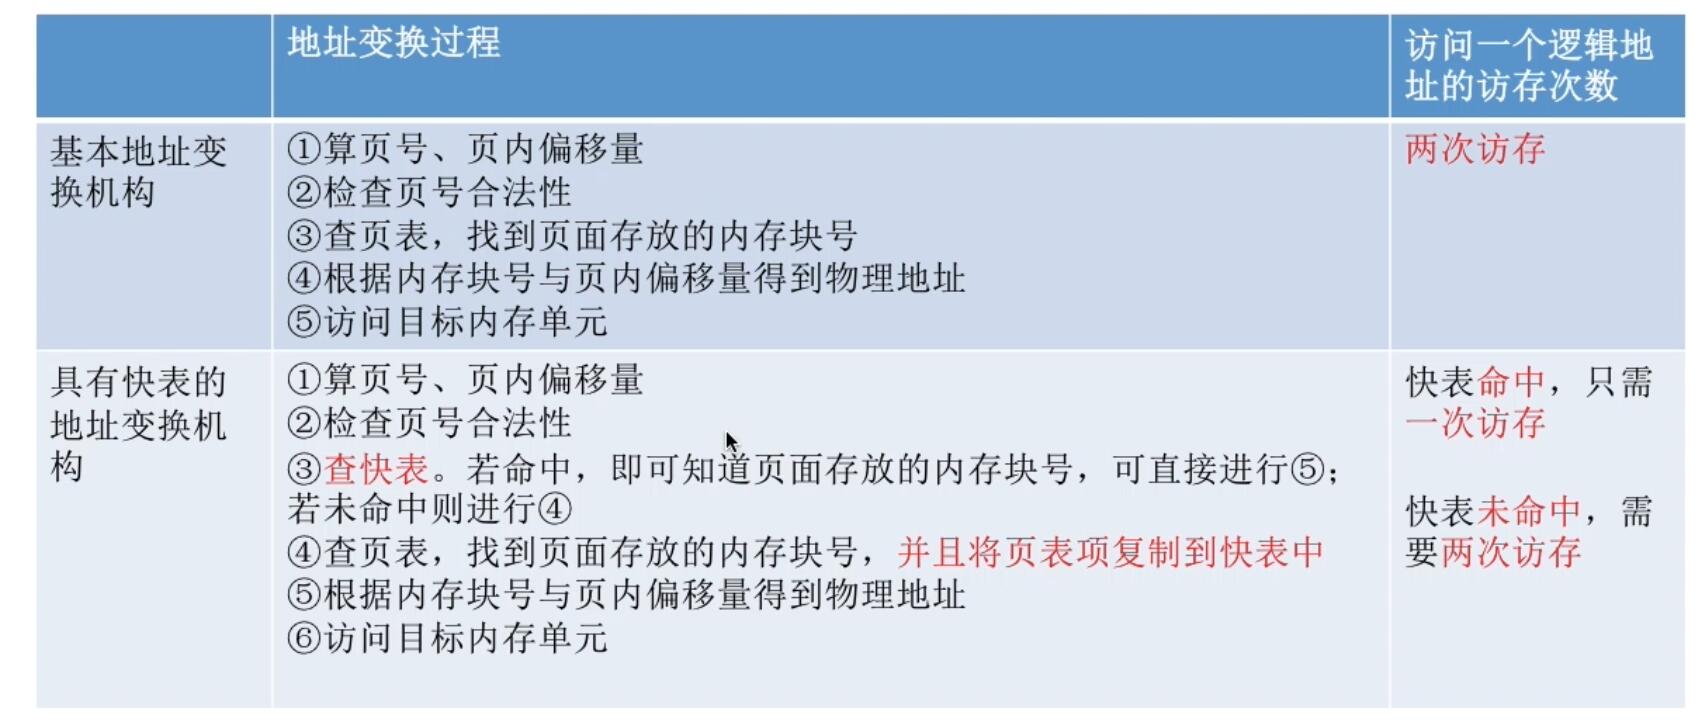 地址变换过程
访问一个逻辑地
址的访存次数
基本地址变
换机构
①算页号、页内偏移量
②检查页号合法性
③查页表，找到页面存放的内存块号
④根据内存块号与页内偏移量得到物理地址
⑤访问目标内存单元
两次访存
具有快表的
地址变换机
构
①算页号、页内偏移量
②检查页号合法性
③查快表。若命中，即可知道页面存放的内存块号，可直接进行⑤；
若未命中则进行④
④查页表，找到页面存放的内存块号，并且将页表项复制到快表中
⑤根据内存块号与页内偏移量得到物理地址
⑥访问目标内存单元
快表命中，只需
一次访存
快表未命中，需
要两次访存